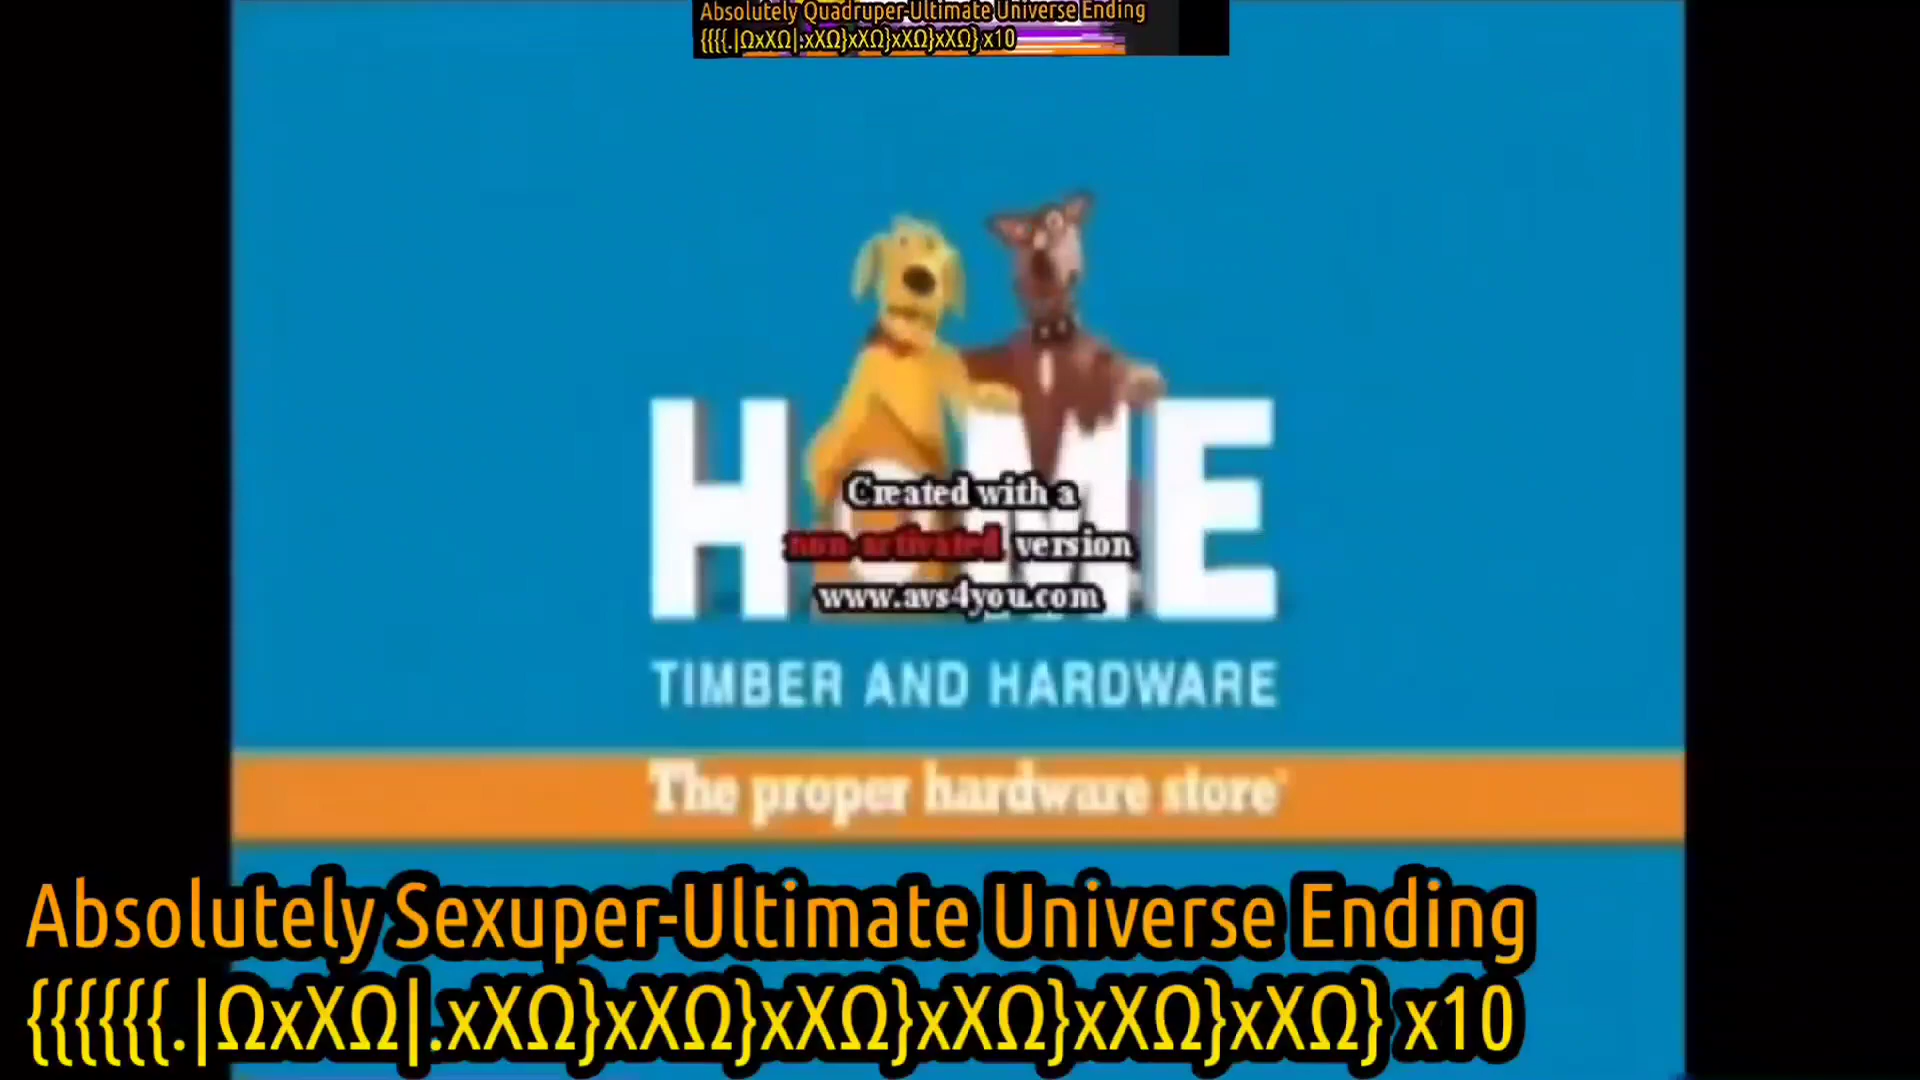 Absolutely Quadruper-Ultimate Universe Ending
{{{{.|ΩxXΩ|.xXΩ}xXΩ}xXΩ}xXΩ} x10
HOME
Created with a
non-activated version
www.avs4you.com
TIMBER AND HARDWARE
The proper hardware store
Absolutely Sexuper-Ultimate Universe Ending
{{{{{{.|ΩxXΩ|.xXΩ}xXΩ}xXΩ}xXΩ}xXΩ}xXΩ} x10